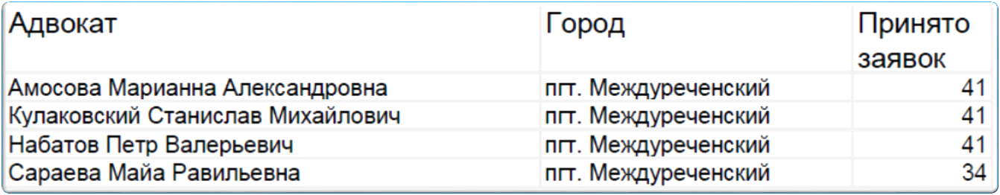 Адвокат Город Принято
заявок
Амосова Марианна Александровна пгт. Междуреченский 41
Кулаковский Станислав Михайлович пгт. Междуреченский 41
Набатов Петр Валерьевич пгт. Междуреченский 41
Сараева Майа Равильевна пгт. Междуреченский 34